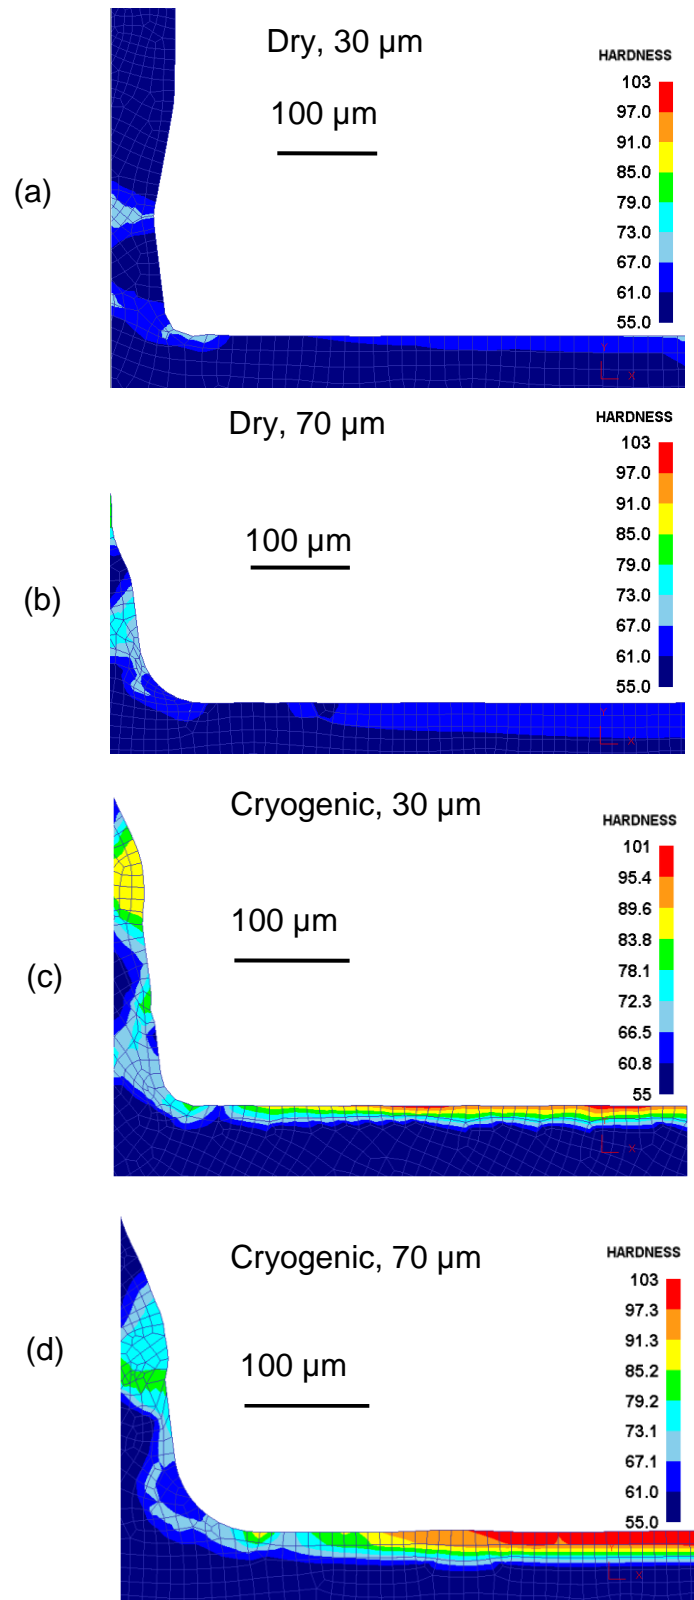 Dry, 30 µm
HARDNESS
103
97.0
91.0
85.0
79.0
73.0
67.0
61.0
55.0
100 µm
(a)
Y
X
Dry, 70 µm
HARDNESS
103
97.0
91.0
85.0
79.0
73.0
67.0
61.0
55.0
100 µm
(b)
Y
X
Cryogenic, 30 µm
HARDNESS
101
95.4
89.6
83.8
78.1
72.3
66.5
60.8
55
100 µm
(c)
X
Cryogenic, 70 µm
HARDNESS
103
97.3
91.3
85.2
79.2
73.1
67.1
61.0
55.0
(d)
100 µm
X